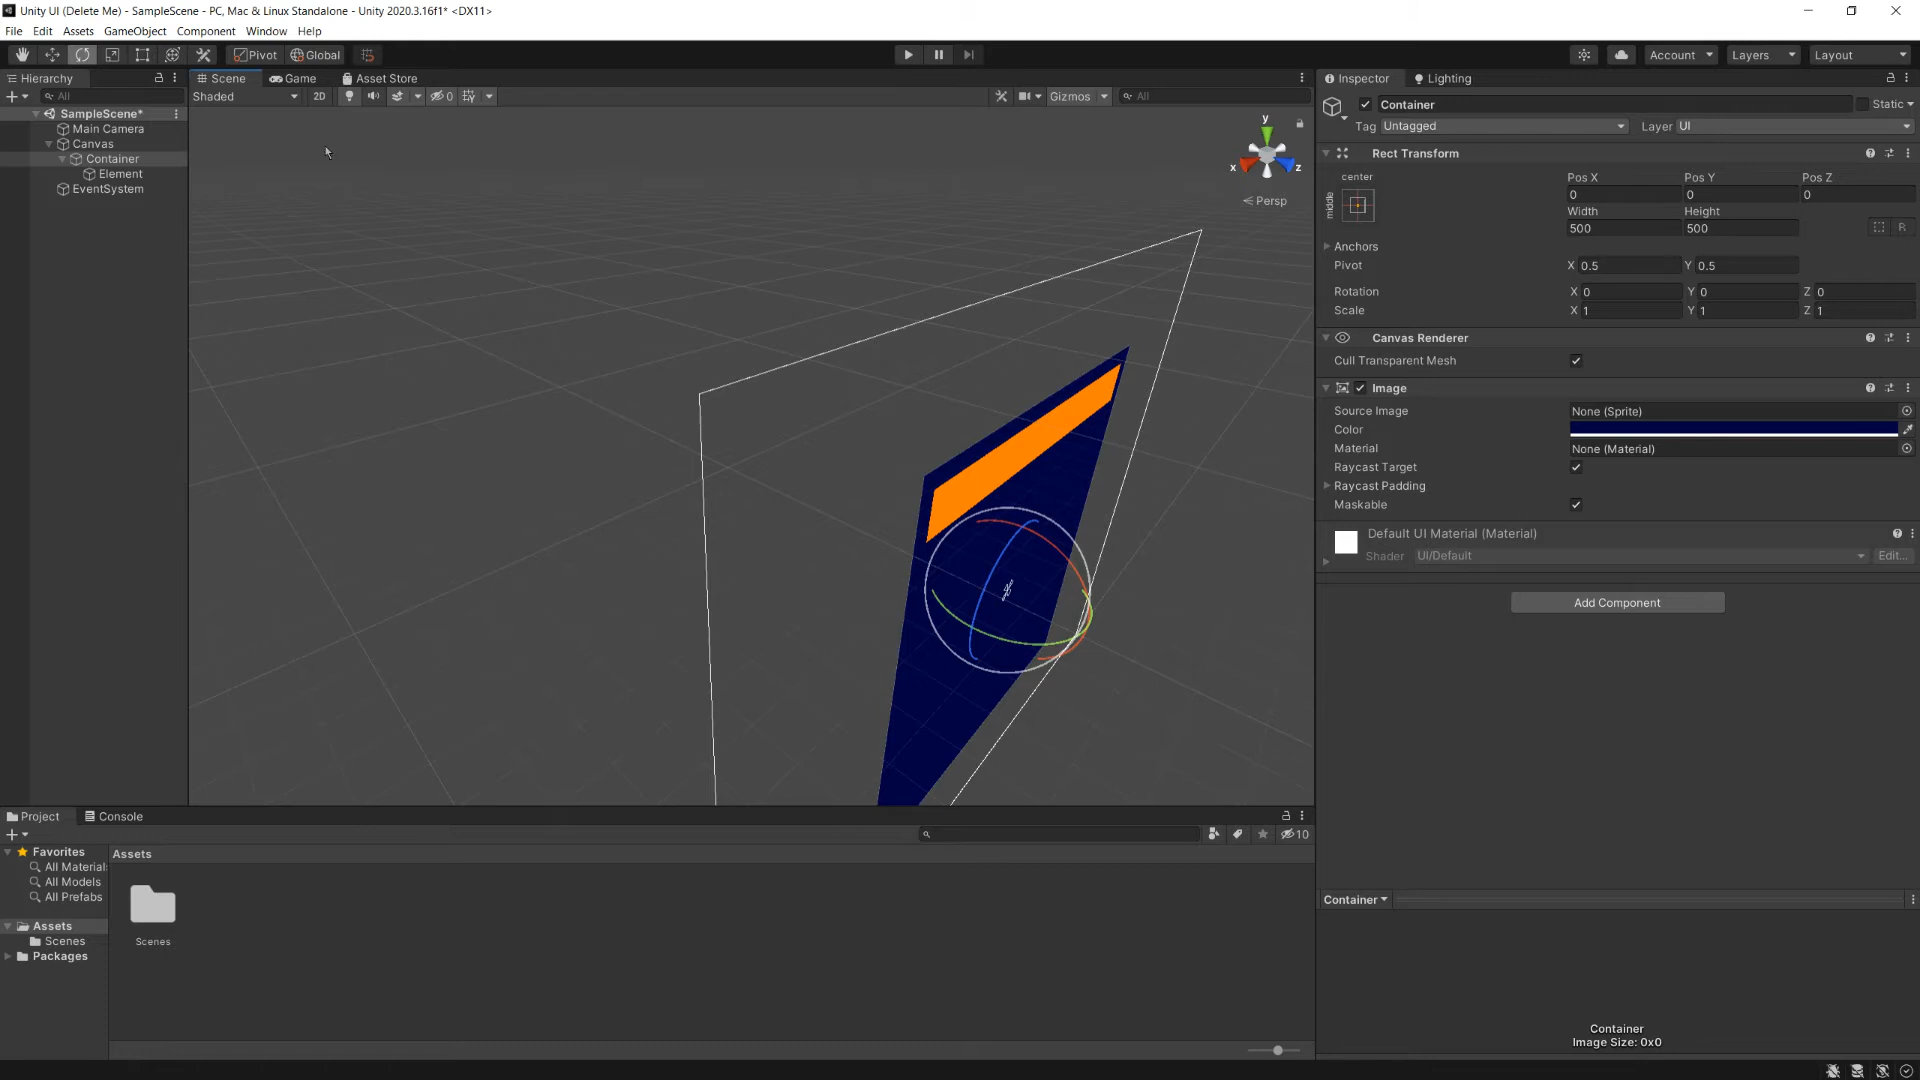 Unity UI (Delete Me) - SampleScene - PC, Mac & Linux Standalone - Unity 2020.3.16f1* <DX11>
File Edit Assets GameObject Component Window Help
Pivot Global Account Layers Layout
Hierarchy
All
SampleScene*
Main Camera
Canvas
Container
Element
EventSystem
Scene Game Asset Store
Shaded 2D 0 Gizmos All
y
x z
Persp
Inspector Lighting
Container Static
Tag Untagged Layer UI
Rect Transform
center
middle
Pos X Pos Y Pos Z
0 0 0
Width Height
500 500 R
Anchors
Pivot X 0.5 Y 0.5
Rotation X 0 Y 0 Z 0
Scale X 1 Y 1 Z 1
Canvas Renderer
Cull Transparent Mesh
Image
Source Image None (Sprite)
Color
Material None (Material)
Raycast Target
Raycast Padding
Maskable
Default UI Material (Material)
Shader UI/Default Edit...
Add Component
Project Console
10
Favorites
All Material
All Models
All Prefabs
Assets
Scenes
Packages
Assets
Scenes
Container
Container
Image Size: 0x0